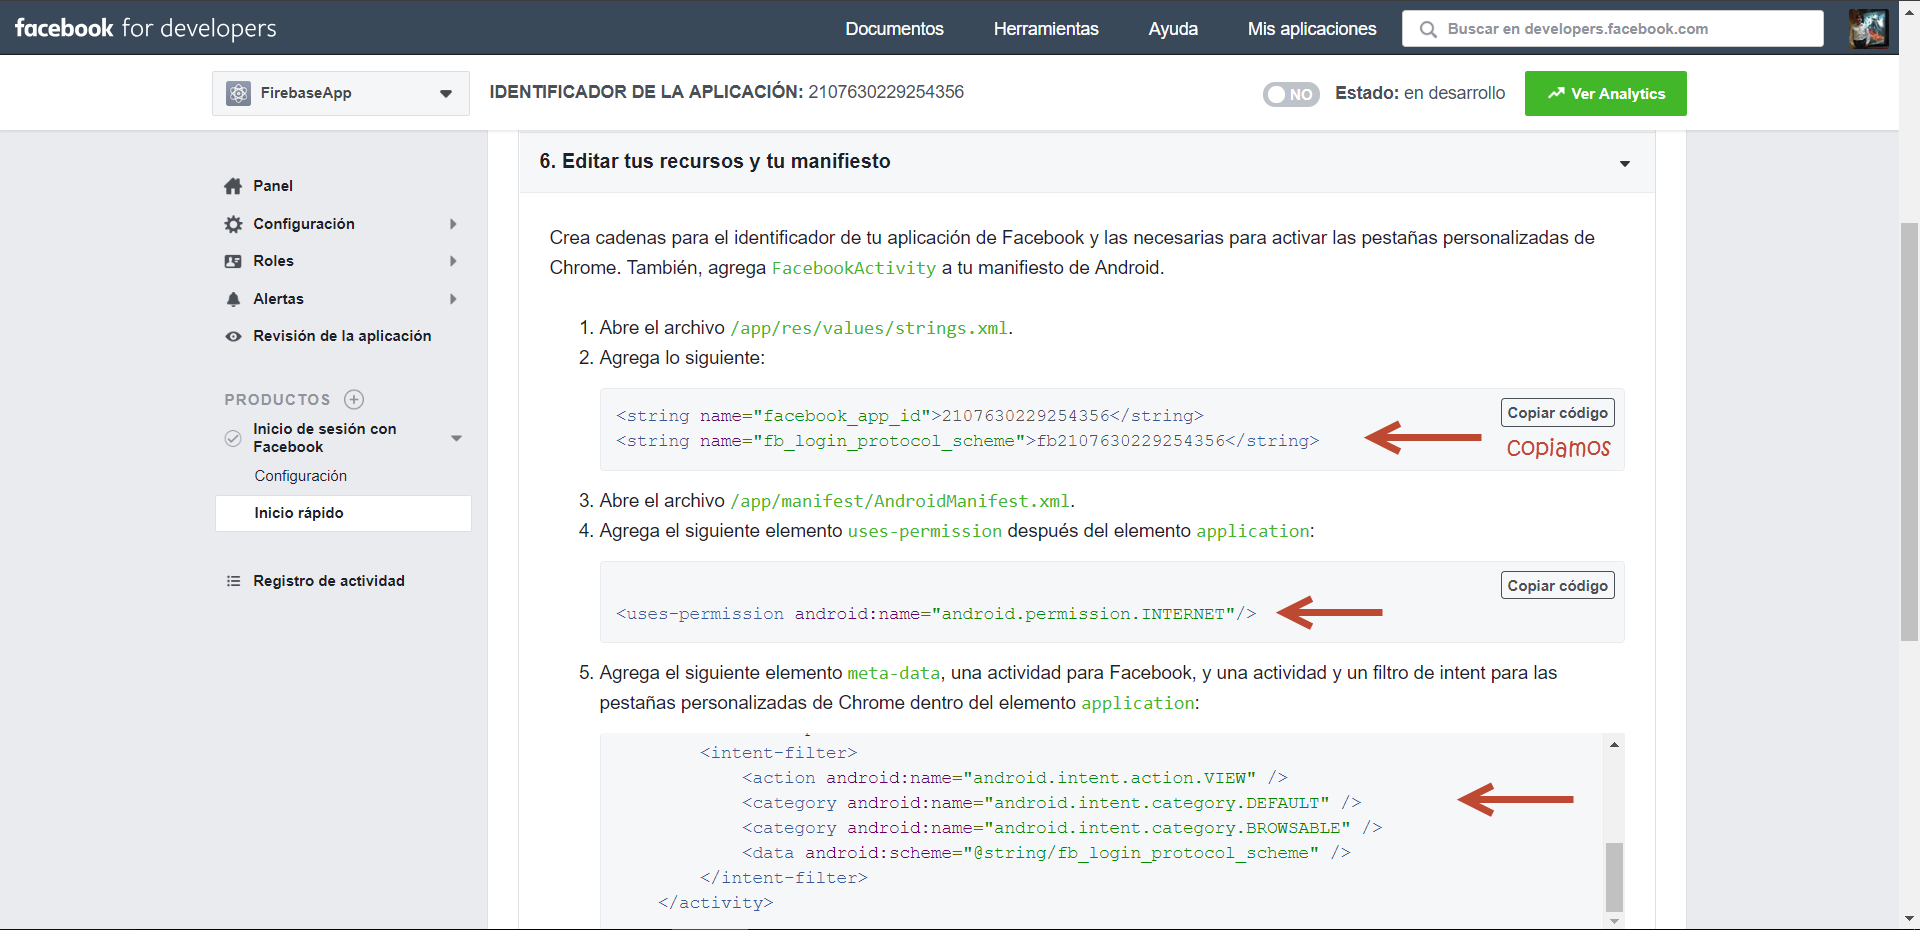 facebook for developers
Documentos
Herramientas
Ayuda
Mis aplicaciones
Buscar en developers.facebook.com
FirebaseApp
IDENTIFICADOR DE LA APLICACIÓN: 2107630229254356
NO
Estado: en desarrollo
Ver Analytics
Panel
Configuración
Roles
Alertas
Revisión de la aplicación
PRODUCTOS
Inicio de sesión con
Facebook
Configuración
Inicio rápido
Registro de actividad
6. Editar tus recursos y tu manifiesto
Crea cadenas para el identificador de tu aplicación de Facebook y las necesarias para activar las pestañas personalizadas de
Chrome. También, agrega FacebookActivity a tu manifiesto de Android.
1. Abre el archivo /app/res/values/strings.xml.
2. Agrega lo siguiente:
<string name="facebook_app_id">2107630229254356</string>
<string name="fb_login_protocol_scheme">fb2107630229254356</string>
Copiar código
copiamos
3. Abre el archivo /app/manifest/AndroidManifest.xml.
4. Agrega el siguiente elemento uses-permission después del elemento application:
Copiar código
<uses-permission android:name="android.permission.INTERNET"/>
5. Agrega el siguiente elemento meta-data, una actividad para Facebook, y una actividad y un filtro de intent para las
pestañas personalizadas de Chrome dentro del elemento application:
<intent-filter>
<action android:name="android.intent.action.VIEW" />
<category android:name="android.intent.category.DEFAULT" />
<category android:name="android.intent.category.BROWSABLE" />
<data android:scheme="@string/fb_login_protocol_scheme" />
</intent-filter>
</activity>